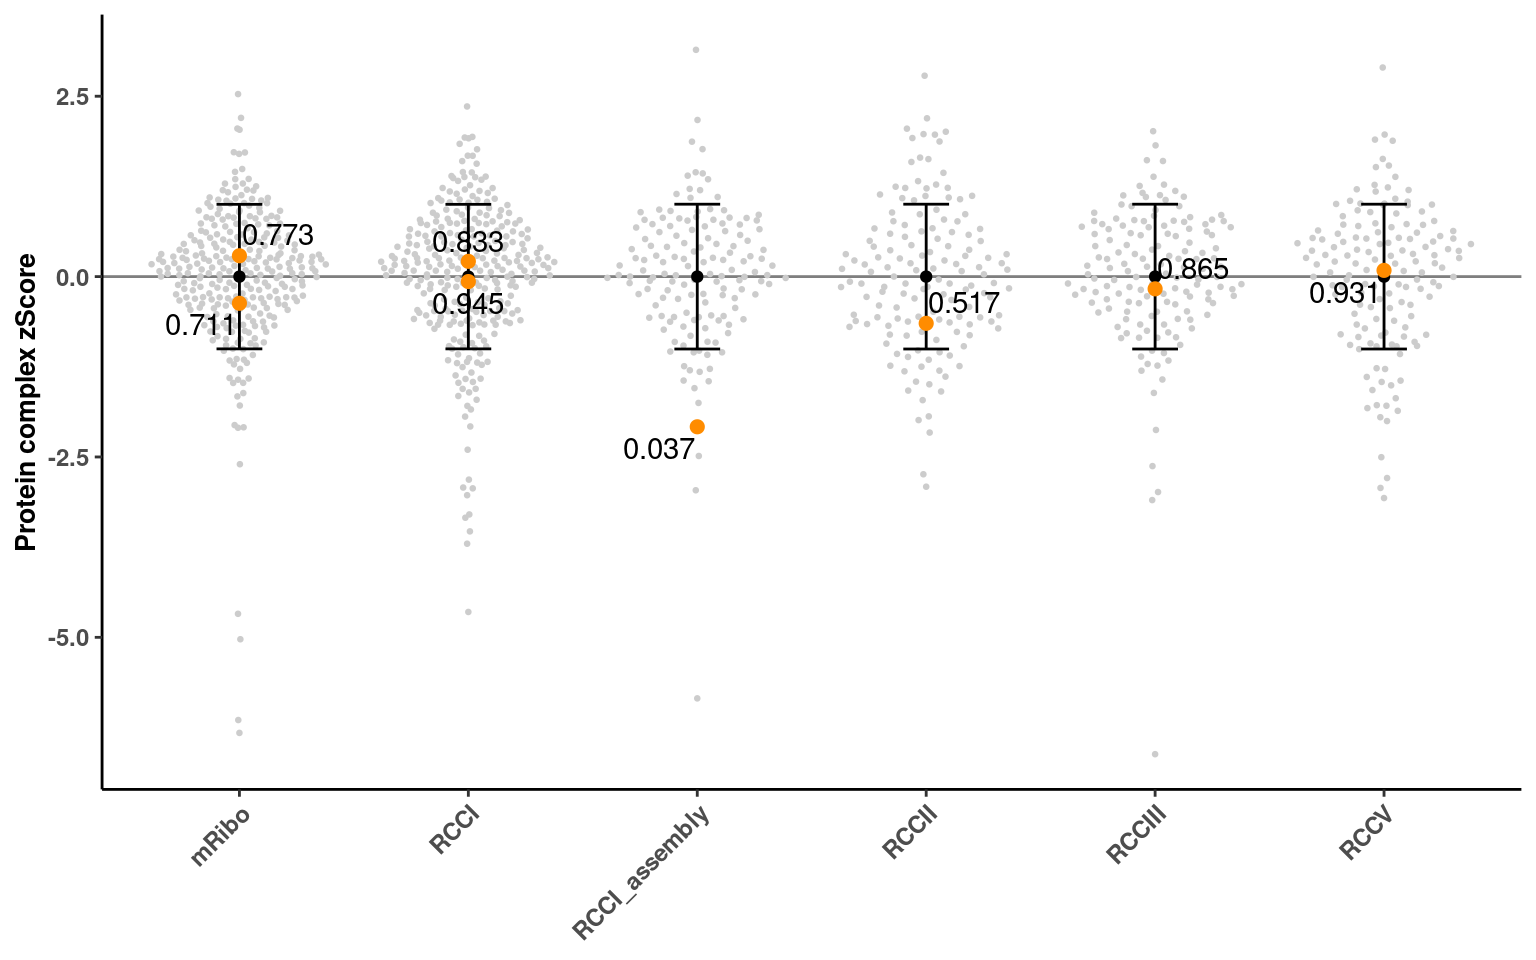 Protein complex zScore
2.5
0.0
-2.5
-5.0
0.773
0.711
0.833
0.945
0.037
0.517
0.865
0.931
mRibo
RCCI
RCCI_assembly
RCCII
RCCIII
RCCV